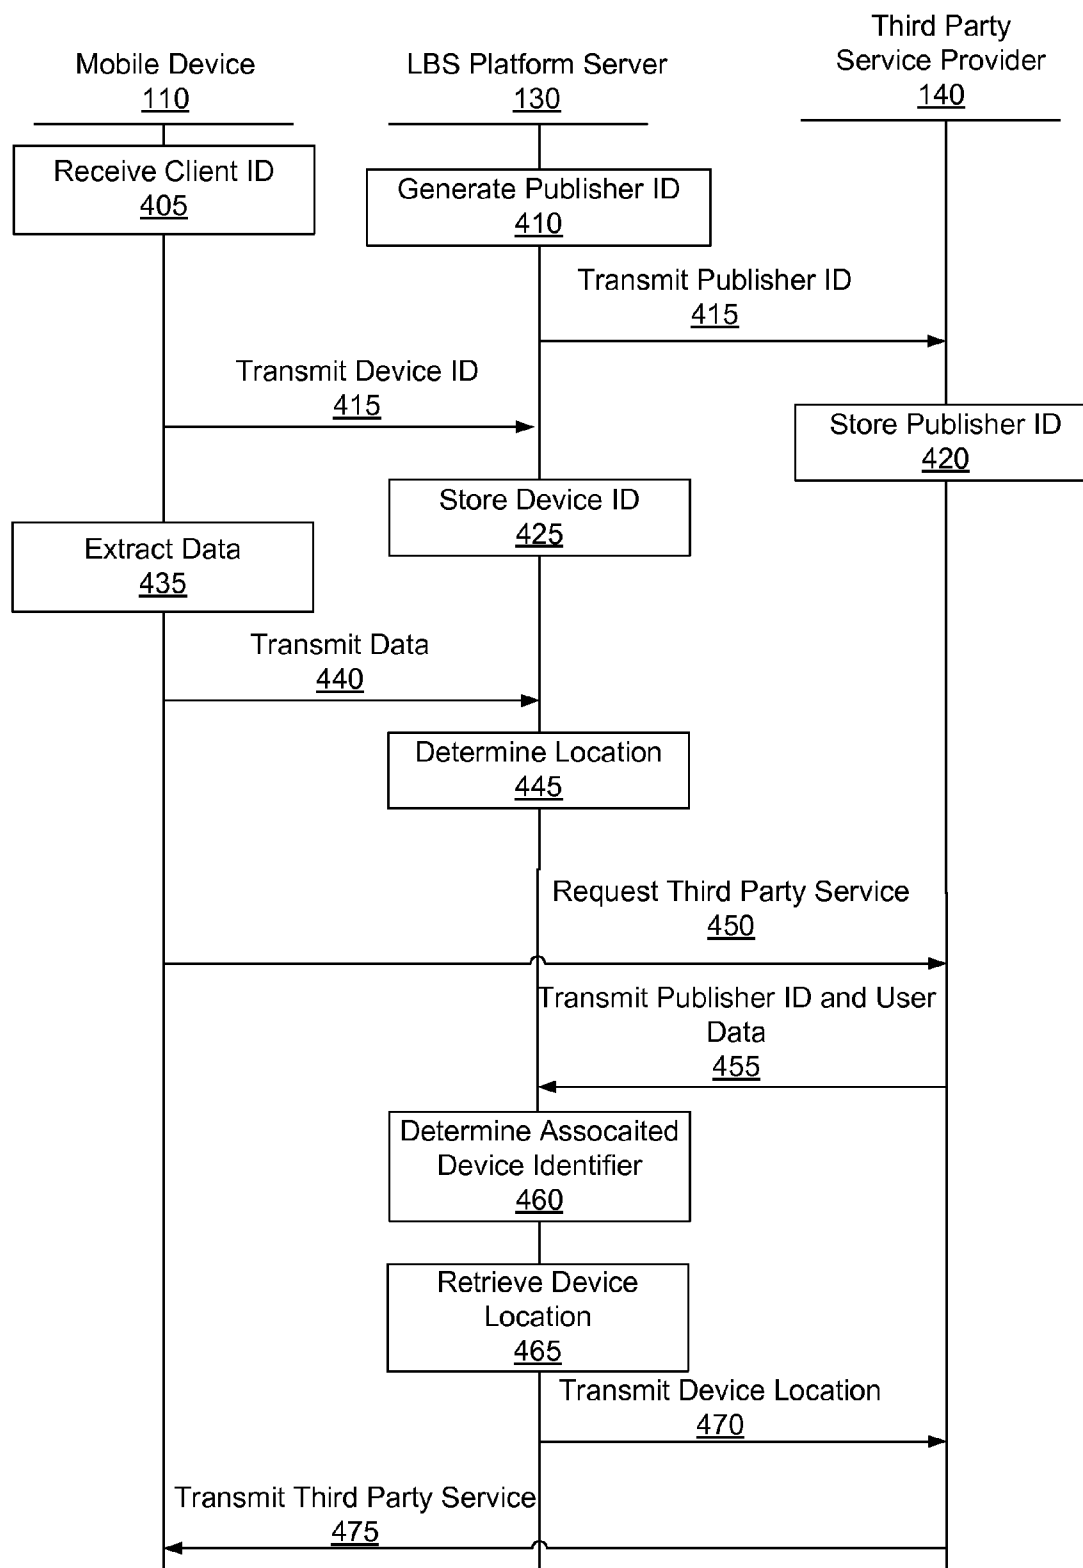 Mobile Device
110
LBS Platform Server
130
Third Party
Service Provider
140
Receive Client ID
405
Generate Publisher ID
410
Transmit Publisher ID
415
Transmit Device ID
415
Store Publisher ID
420
Store Device ID
425
Extract Data
435
Transmit Data
440
Determine Location
445
Request Third Party Service
450
Transmit Publisher ID and User
Data
455
Determine Assocaited
Device Identifier
460
Retrieve Device
Location
465
Transmit Device Location
470
Transmit Third Party Service
475